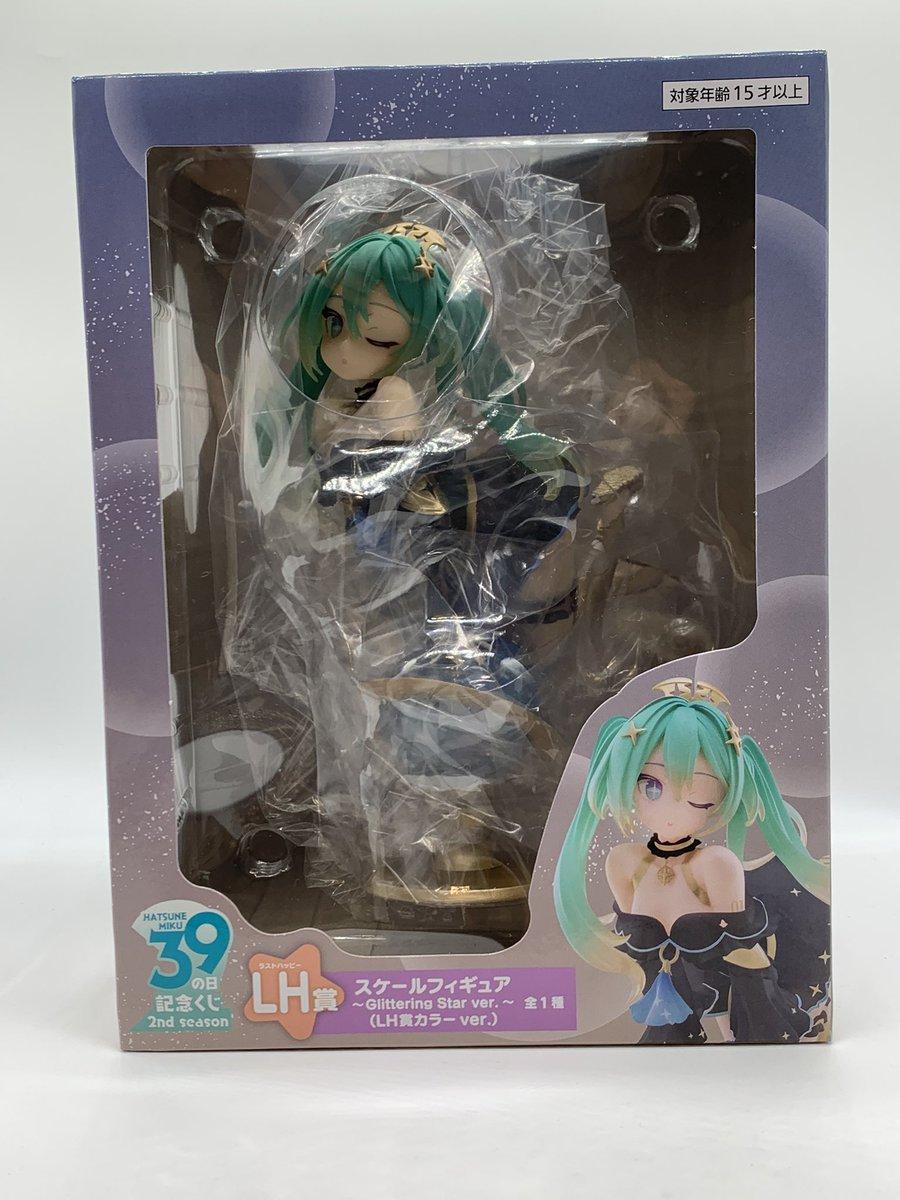 対象年齢15才以上
HATSUNE
MIKU
39の日
記念くじ
2nd season
ラストハッピー
LH賞
スケールフィギュア
～Glittering Star ver.～ 全1種
(LH賞カラー ver.)
01